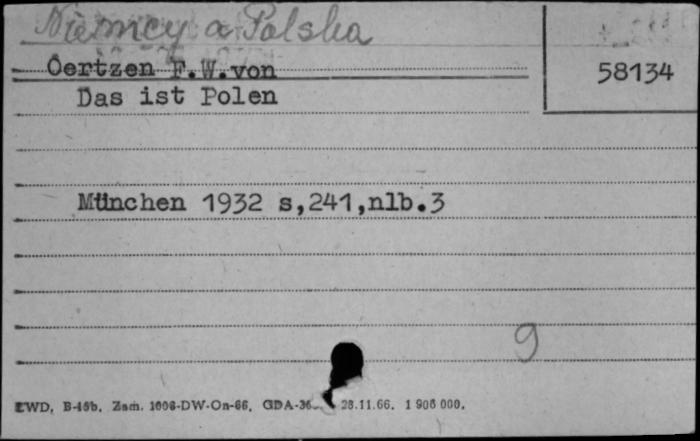 Niemcy a Polska
Oertzen F.W.von
58134
Das ist Polen
München 1932 s,241,nlb.3
9
EWD, B-15b. Zam. 1006-DW-On-66, GDA-36 28.11.66. 1 906 000.